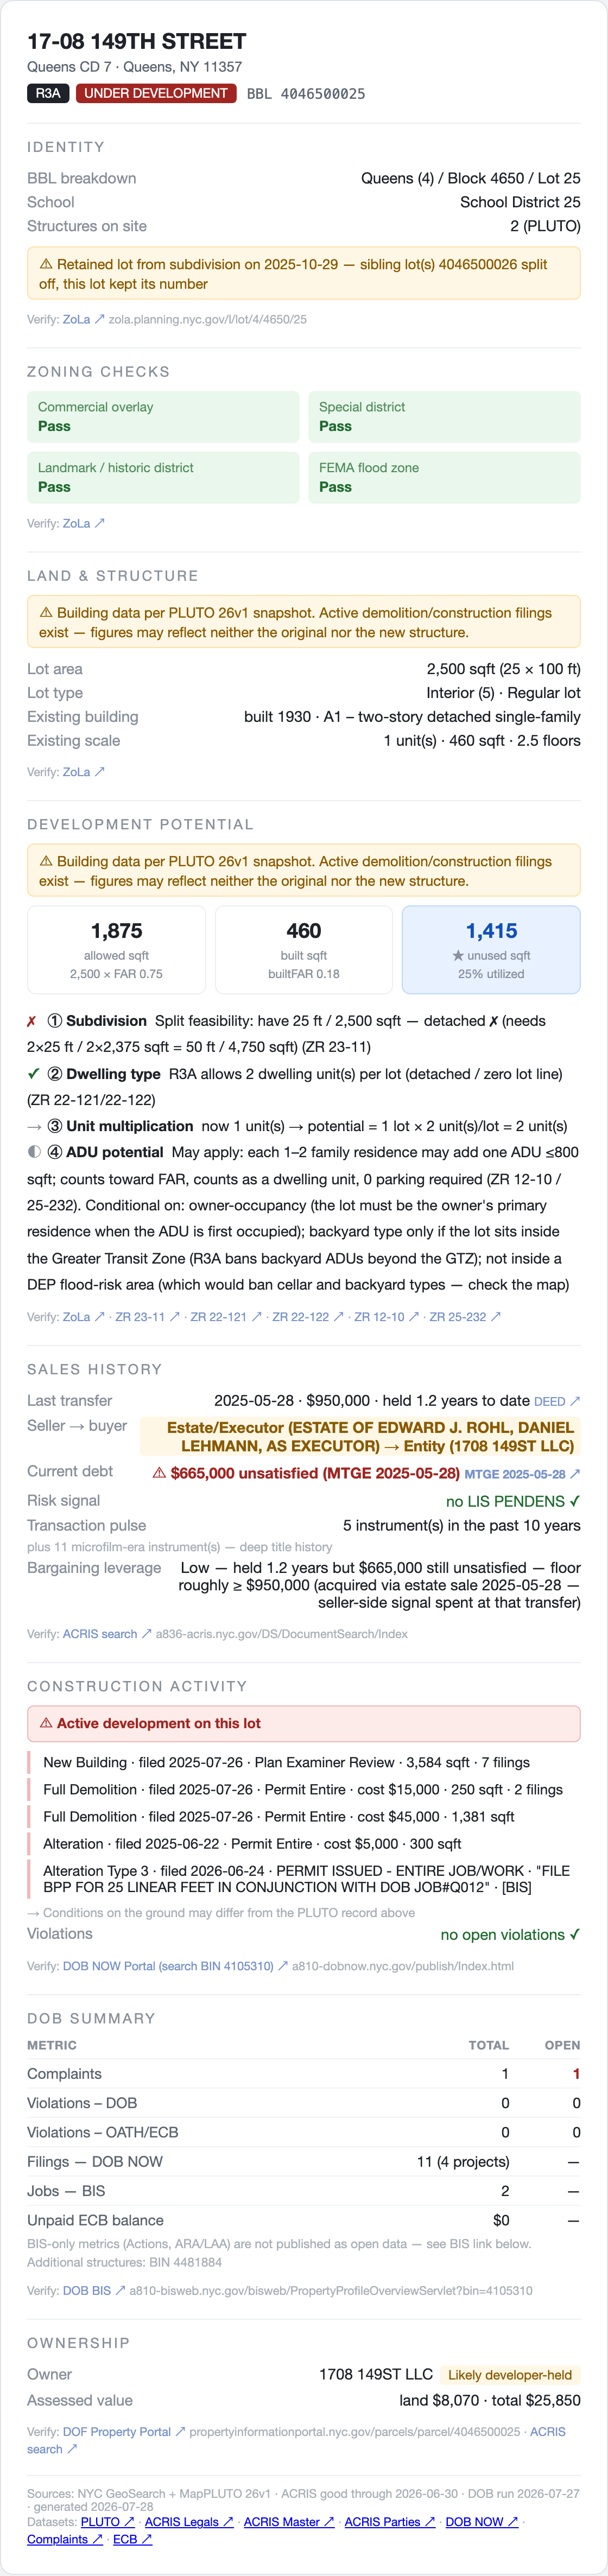 17-08 149TH STREET
Queens CD 7 · Queens, NY 11357
R3A UNDER DEVELOPMENT BBL 4046500025
IDENTITY
BBL breakdown Queens (4) / Block 4650 / Lot 25
School School District 25
Structures on site 2 (PLUTO)
⚠ Retained lot from subdivision on 2025-10-29 — sibling lot(s) 4046500026 split
off, this lot kept its number
Verify: ZoLa ↗ zola.planning.nyc.gov/l/lot/4/4650/25
ZONING CHECKS
Commercial overlay Special district
Pass Pass
Landmark / historic district FEMA flood zone
Pass Pass
Verify: ZoLa ↗
LAND & STRUCTURE
⚠ Building data per PLUTO 26v1 snapshot. Active demolition/construction filings
exist — figures may reflect neither the original nor the new structure.
Lot area 2,500 sqft (25 × 100 ft)
Lot type Interior (5) · Regular lot
Existing building built 1930 · A1 – two-story detached single-family
Existing scale 1 unit(s) · 460 sqft · 2.5 floors
Verify: ZoLa ↗
DEVELOPMENT POTENTIAL
⚠ Building data per PLUTO 26v1 snapshot. Active demolition/construction filings
exist — figures may reflect neither the original nor the new structure.
1,875 460 1,415
allowed sqft built sqft ★ unused sqft
2,500 × FAR 0.75 builtFAR 0.18 25% utilized
✗ ① Subdivision Split feasibility: have 25 ft / 2,500 sqft — detached ✗ (needs
2×25 ft / 2×2,375 sqft = 50 ft / 4,750 sqft) (ZR 23-11)
✓ ② Dwelling type R3A allows 2 dwelling unit(s) per lot (detached / zero lot line)
(ZR 22-121/22-122)
→ ③ Unit multiplication now 1 unit(s) → potential = 1 lot × 2 unit(s)/lot = 2 unit(s)
◐ ④ ADU potential May apply: each 1–2 family residence may add one ADU ≤800
sqft; counts toward FAR, counts as a dwelling unit, 0 parking required (ZR 12-10 /
25-232). Conditional on: owner-occupancy (the lot must be the owner's primary
residence when the ADU is first occupied); backyard type only if the lot sits inside
the Greater Transit Zone (R3A bans backyard ADUs beyond the GTZ); not inside a
DEP flood-risk area (which would ban cellar and backyard types — check the map)
Verify: ZoLa ↗ · ZR 23-11 ↗ · ZR 22-121 ↗ · ZR 22-122 ↗ · ZR 12-10 ↗ · ZR 25-232 ↗
SALES HISTORY
Last transfer 2025-05-28 · $950,000 · held 1.2 years to date DEED ↗
Seller → buyer Estate/Executor (ESTATE OF EDWARD J. ROHL, DANIEL
LEHMANN, AS EXECUTOR) → Entity (1708 149ST LLC)
Current debt ⚠ $665,000 unsatisfied (MTGE 2025-05-28) MTGE 2025-05-28 ↗
Risk signal no LIS PENDENS ✓
Transaction pulse 5 instrument(s) in the past 10 years
plus 11 microfilm-era instrument(s) — deep title history
Bargaining leverage Low — held 1.2 years but $665,000 still unsatisfied — floor
roughly ≥ $950,000 (acquired via estate sale 2025-05-28 —
seller-side signal spent at that transfer)
Verify: ACRIS search ↗ a836-acris.nyc.gov/DS/DocumentSearch/Index
CONSTRUCTION ACTIVITY
⚠ Active development on this lot
New Building · filed 2025-07-26 · Plan Examiner Review · 3,584 sqft · 7 filings
Full Demolition · filed 2025-07-26 · Permit Entire · cost $15,000 · 250 sqft · 2 filings
Full Demolition · filed 2025-07-26 · Permit Entire · cost $45,000 · 1,381 sqft
Alteration · filed 2025-06-22 · Permit Entire · cost $5,000 · 300 sqft
Alteration Type 3 · filed 2026-06-24 · PERMIT ISSUED - ENTIRE JOB/WORK · "FILE
BPP FOR 25 LINEAR FEET IN CONJUNCTION WITH DOB JOB#Q012" · [BIS]
→ Conditions on the ground may differ from the PLUTO record above
Violations no open violations ✓
Verify: DOB NOW Portal (search BIN 4105310) ↗ a810-dobnow.nyc.gov/publish/Index.html
DOB SUMMARY
METRIC TOTAL OPEN
Complaints 1 1
Violations – DOB 0 0
Violations – OATH/ECB 0 0
Filings — DOB NOW 11 (4 projects) —
Jobs — BIS 2 —
Unpaid ECB balance $0 —
BIS-only metrics (Actions, ARA/LAA) are not published as open data — see BIS link below.
Additional structures: BIN 4481884
Verify: DOB BIS ↗ a810-bisweb.nyc.gov/bisweb/PropertyProfileOverviewServlet?bin=4105310
OWNERSHIP
Owner 1708 149ST LLC Likely developer-held
Assessed value land $8,070 · total $25,850
Verify: DOF Property Portal ↗ propertyinformationportal.nyc.gov/parcels/parcel/4046500025 · ACRIS
search ↗
Sources: NYC GeoSearch + MapPLUTO 26v1 · ACRIS good through 2026-06-30 · DOB run 2026-07-27
· generated 2026-07-28
Datasets: PLUTO ↗ · ACRIS Legals ↗ · ACRIS Master ↗ · ACRIS Parties ↗ · DOB NOW ↗ ·
Complaints ↗ · ECB ↗